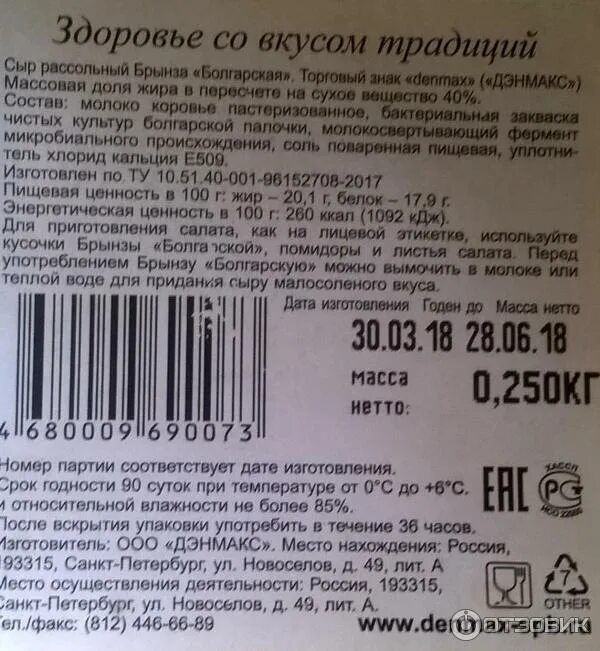 Здоровье со вкусом традиций
Сыр рассольный Брынза «Болгарская». Торговый знак «denmax» («ДЭНМАКС»)
Массовая доля жира в пересчете на сухое вещество 40%.
Состав: молоко коровье пастеризованное, бактериальная закваска
чистых культур болгарской палочки, молокосвертывающий фермент
микробиального происхождения, соль поваренная пищевая, уплотни-
тель хлорид кальция Е509.
Изготовлен по ТУ 10.51.40-001-96152708-2017
Пищевая ценность в 100 г: жир – 20,1 г, белок – 17,9 г.
Энергетическая ценность в 100 г: 260 ккал (1092 кДж).
Для приготовления салата, как на лицевой этикетке, используйте
кусочки Брынзы «Болгарской», помидоры и листья салата. Перед
употреблением Брынзу «Болгарскую» можно вымочить в молоке или
теплой воде для придания сыру малосоленого вкуса.
Дата изготовления Годен до Масса нетто
30.03.18 28.06.18
масса
нетто: 0,250КГ
4 680009 690073
Номер партии соответствует дате изготовления.
Срок годности 90 суток при температуре от 0°С до +6°С.
и относительной влажности не более 85%.
После вскрытия упаковки употребить в течение 36 часов.
Изготовитель: ООО «ДЭНМАКС». Место нахождения: Россия,
193315, Санкт-Петербург, ул. Новоселов, д. 49, лит. А
Место осуществления деятельности: Россия, 193315,
Санкт-Петербург, ул. Новоселов, д. 49, лит. А.
Тел./факс: (812) 446-66-89
ЕАС
ХАССП
РС
7
OTHER
www.denmax-spb.ru
ОТЗОВИК